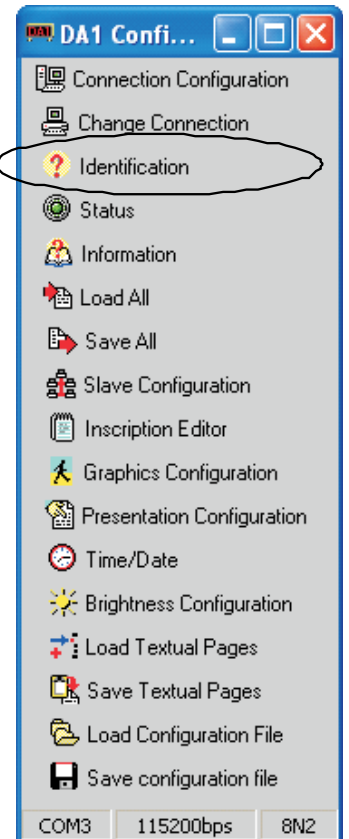 DA1 DA1 Confi...
Connection Configuration
Change Connection
? Identification
Status
Information
Load All
Save All
Slave Configuration
Inscription Editor
Graphics Configuration
Presentation Configuration
Time/Date
Brightness Configuration
Load Textual Pages
Save Textual Pages
Load Configuration File
Save configuration file
COM3 115200bps 8N2